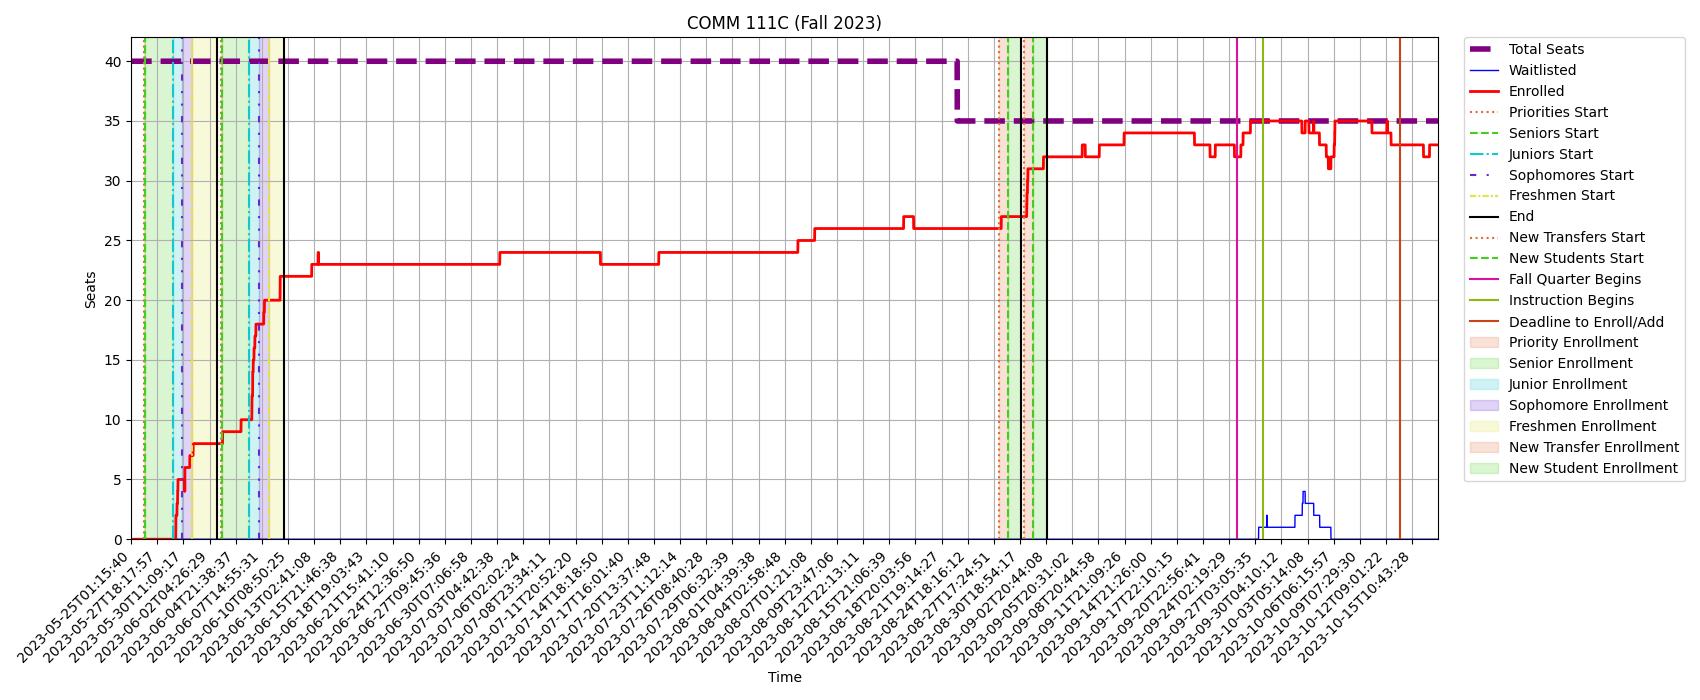 COMM 111C (Fall 2023)
Seats
40
35
30
25
20
15
10
5
0
2023-05-25T01:15:40
2023-05-27T18:17:57
2023-05-30T11:09:17
2023-06-02T04:26:29
2023-06-04T21:38:37
2023-06-07T14:55:31
2023-06-10T08:50:25
2023-06-13T02:41:08
2023-06-15T21:46:38
2023-06-18T19:03:43
2023-06-21T15:41:10
2023-06-24T12:36:50
2023-06-27T09:45:36
2023-06-30T07:06:58
2023-07-03T04:42:38
2023-07-06T02:02:24
2023-07-08T23:34:11
2023-07-11T20:52:20
2023-07-14T18:18:50
2023-07-17T16:01:40
2023-07-20T13:37:48
2023-07-23T11:12:14
2023-07-26T08:40:28
2023-07-29T06:32:39
2023-08-01T04:39:38
2023-08-04T02:58:48
2023-08-07T01:21:08
2023-08-09T23:47:06
2023-08-12T22:13:11
2023-08-15T21:06:39
2023-08-18T20:03:56
2023-08-21T19:14:27
2023-08-24T18:16:12
2023-08-27T17:24:51
2023-08-30T18:54:17
2023-09-02T20:44:08
2023-09-05T20:31:02
2023-09-08T20:44:58
2023-09-11T21:09:26
2023-09-14T21:26:00
2023-09-17T22:10:15
2023-09-20T22:56:41
2023-09-24T02:19:29
2023-09-27T03:05:35
2023-09-30T04:10:12
2023-10-03T05:14:08
2023-10-06T06:15:57
2023-10-09T07:29:30
2023-10-12T09:01:22
2023-10-15T10:43:28
Time
Total Seats
Waitlisted
Enrolled
Priorities Start
Seniors Start
Juniors Start
Sophomores Start
Freshmen Start
End
New Transfers Start
New Students Start
Fall Quarter Begins
Instruction Begins
Deadline to Enroll/Add
Priority Enrollment
Senior Enrollment
Junior Enrollment
Sophomore Enrollment
Freshmen Enrollment
New Transfer Enrollment
New Student Enrollment